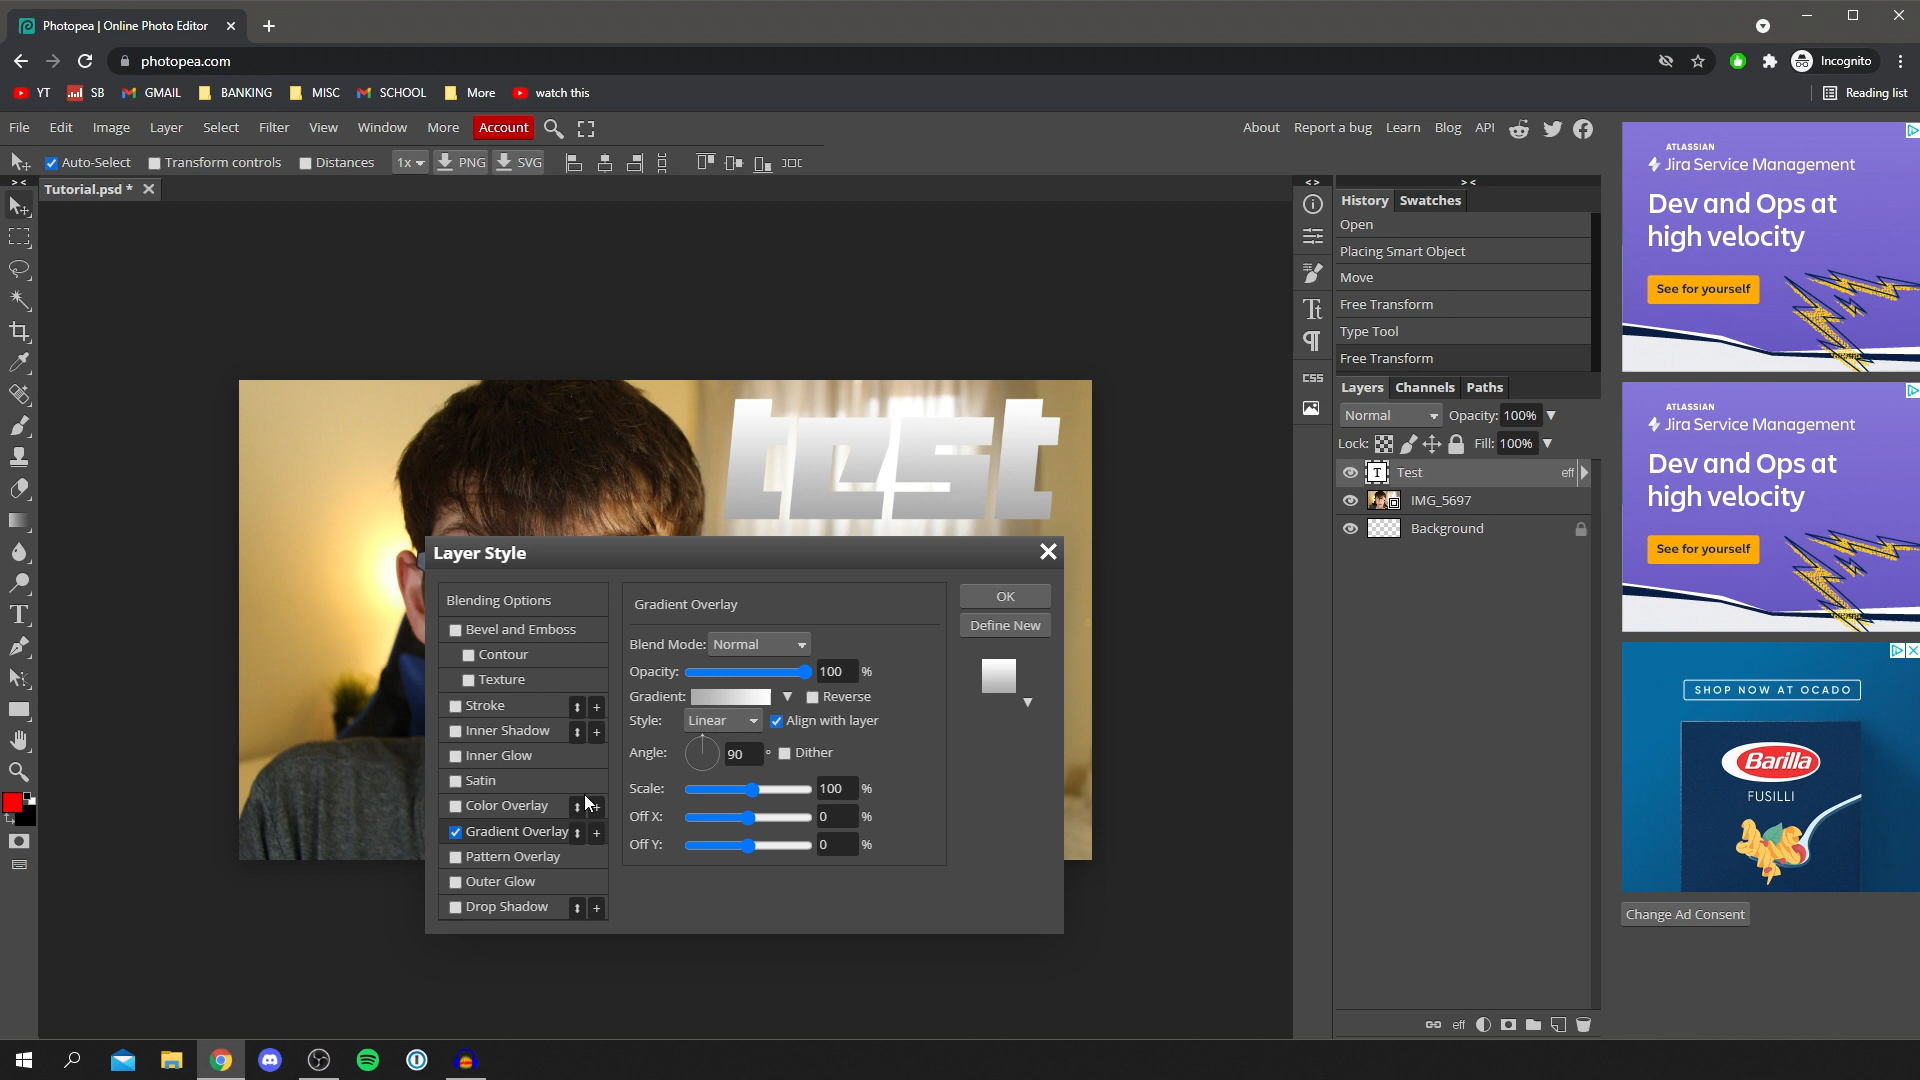 Photopea | Online Photo Editor
photopea.com
Incognito
YT SB GMAIL BANKING MISC SCHOOL More watch this
Reading list
File Edit Image Layer Select Filter View Window More Account
About Report a bug Learn Blog API
Auto-Select Transform controls Distances 1x PNG SVG
Tutorial.psd *
test
Layer Style
Blending Options
Bevel and Emboss
Contour
Texture
Stroke
Inner Shadow
Inner Glow
Satin
Color Overlay
Gradient Overlay
Pattern Overlay
Outer Glow
Drop Shadow
Gradient Overlay
Blend Mode: Normal
Opacity: 100 %
Gradient: Reverse
Style: Linear Align with layer
Angle: 90 ° Dither
Scale: 100 %
Off X: 0 %
Off Y: 0 %
OK
Define New
CSS
History Swatches
Open
Placing Smart Object
Move
Free Transform
Type Tool
Free Transform
Layers Channels Paths
Normal Opacity: 100%
Lock: Fill: 100%
T Test eff
IMG_5697
Background
eff
ATLASSIAN
Jira Service Management
Dev and Ops at
high velocity
See for yourself
ATLASSIAN
Jira Service Management
Dev and Ops at
high velocity
See for yourself
SHOP NOW AT OCADO
Barilla
FUSILLI
Change Ad Consent